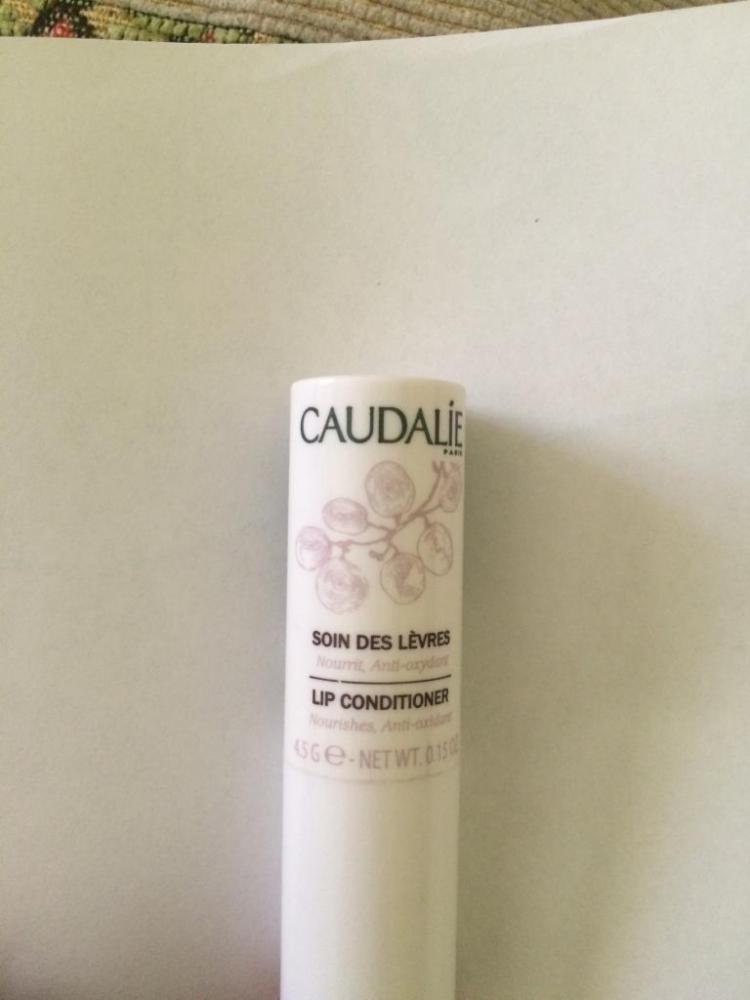 CAUDALÍE
PARIS
SOIN DES LÈVRES
Nourrit, Anti-oxydant
LIP CONDITIONER
Nourishes, Anti-oxidant
4.5 G ℮ - NET WT. 0.15 OZ